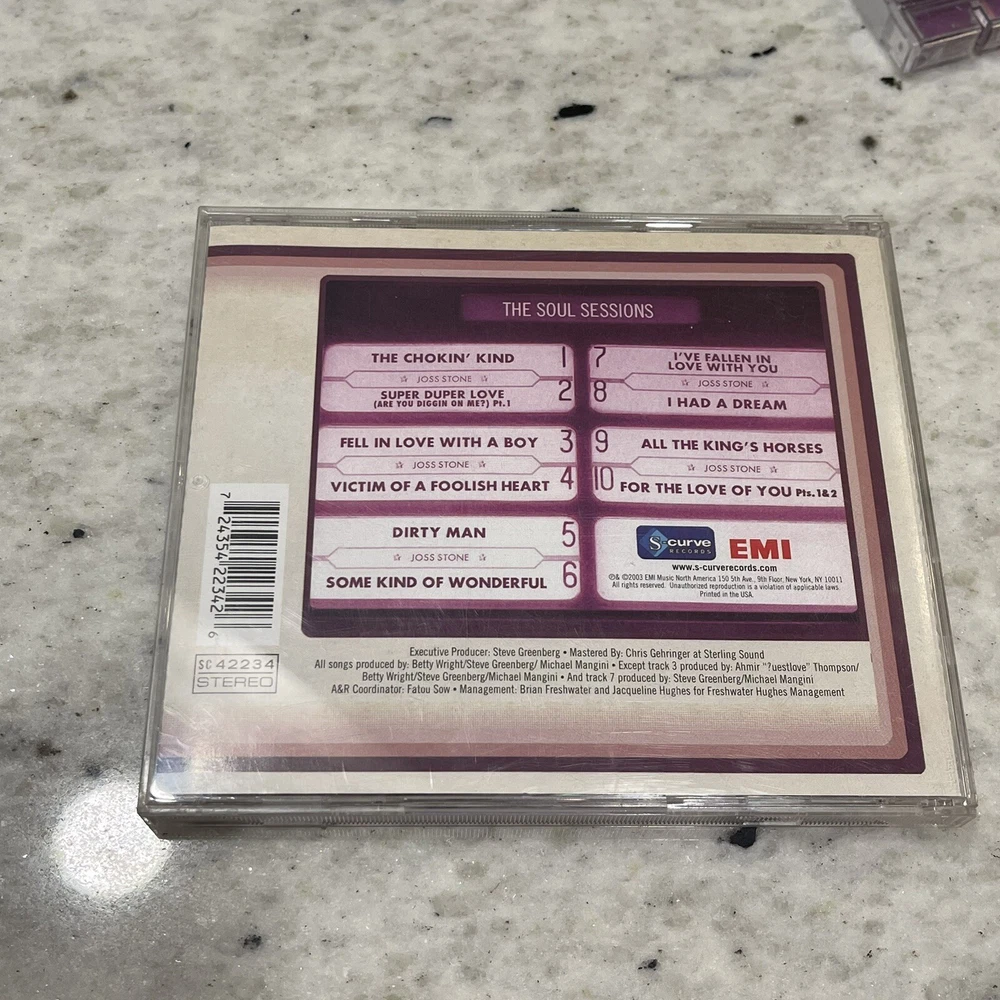 THE SOUL SESSIONS
THE CHOKIN' KIND 1
☆ JOSS STONE ☆
SUPER DUPER LOVE 2
(ARE YOU DIGGIN ON ME?) Pt.1
FELL IN LOVE WITH A BOY 3
☆ JOSS STONE ☆
VICTIM OF A FOOLISH HEART 4
DIRTY MAN 5
☆ JOSS STONE ☆
SOME KIND OF WONDERFUL 6
7 I'VE FALLEN IN
LOVE WITH YOU
☆ JOSS STONE ☆
8 I HAD A DREAM
9 ALL THE KING'S HORSES
☆ JOSS STONE ☆
10 FOR THE LOVE OF YOU Pts. 1&2
S-curve
RECORDS
EMI
www.s-curverecords.com
℗& ©2003 EMI Music North America 150 5th Ave., 9th Floor, New York, NY 10011
All rights reserved. Unauthorized reproduction is a violation of applicable laws.
Printed in the USA.
7 24354 22342 6
SC 42234
STEREO
Executive Producer: Steve Greenberg • Mastered By: Chris Gehringer at Sterling Sound
All songs produced by: Betty Wright/Steve Greenberg/ Michael Mangini • Except track 3 produced by: Ahmir "?uestlove" Thompson/
Betty Wright/Steve Greenberg/Michael Mangini • And track 7 produced by: Steve Greenberg/Michael Mangini
A&R Coordinator: Fatou Sow • Management: Brian Freshwater and Jacqueline Hughes for Freshwater Hughes Management